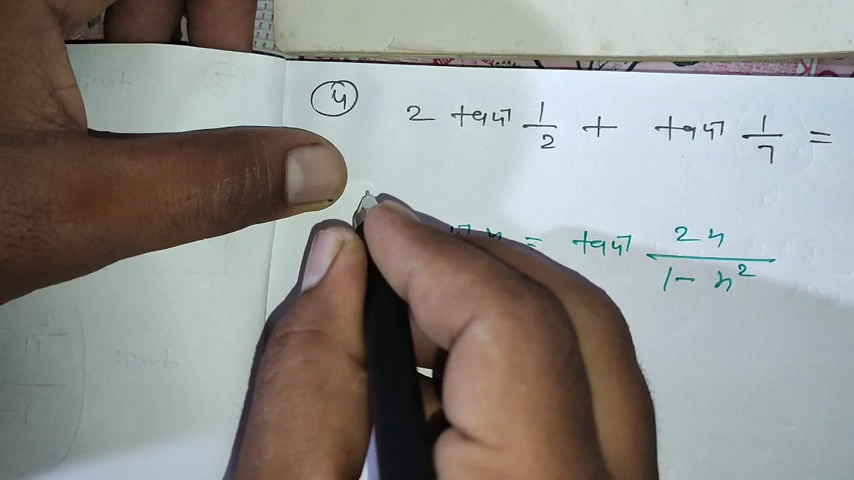 4 2 tan⁻¹ 1/2 + tan⁻¹ 1/7 =
x = tan⁻¹ 2x/1-x²